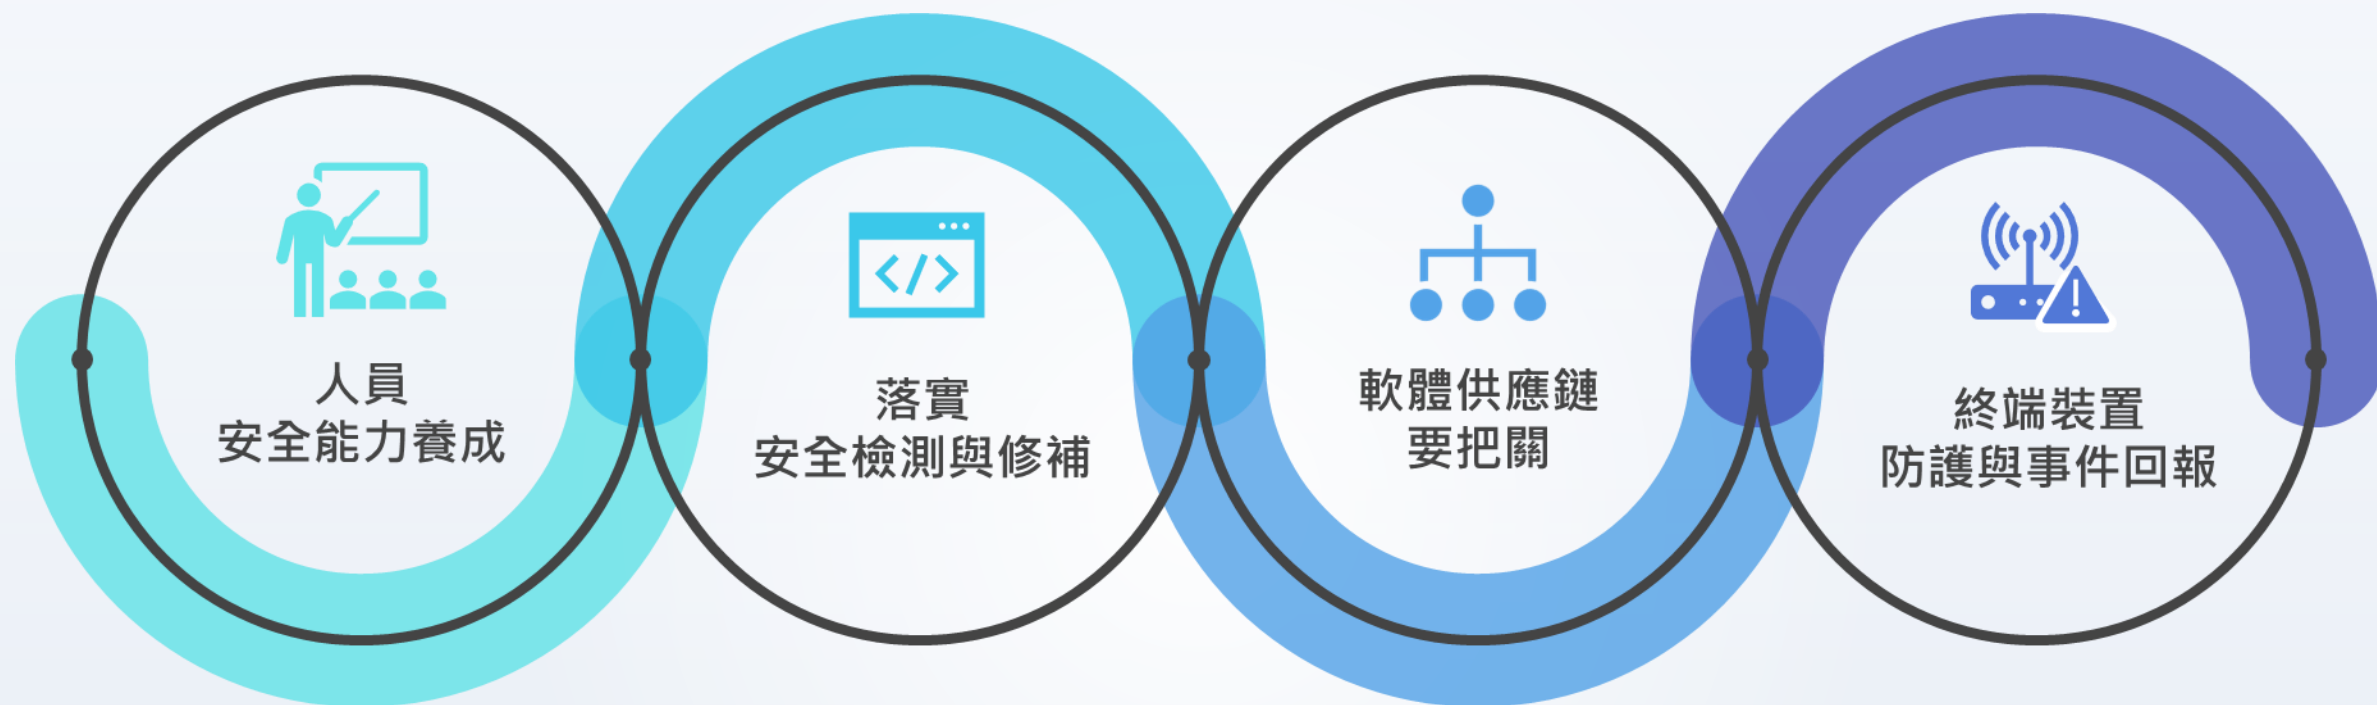 人員
安全能力養成
落實
安全檢測與修補
軟體供應鏈
要把關
終端裝置
防護與事件回報